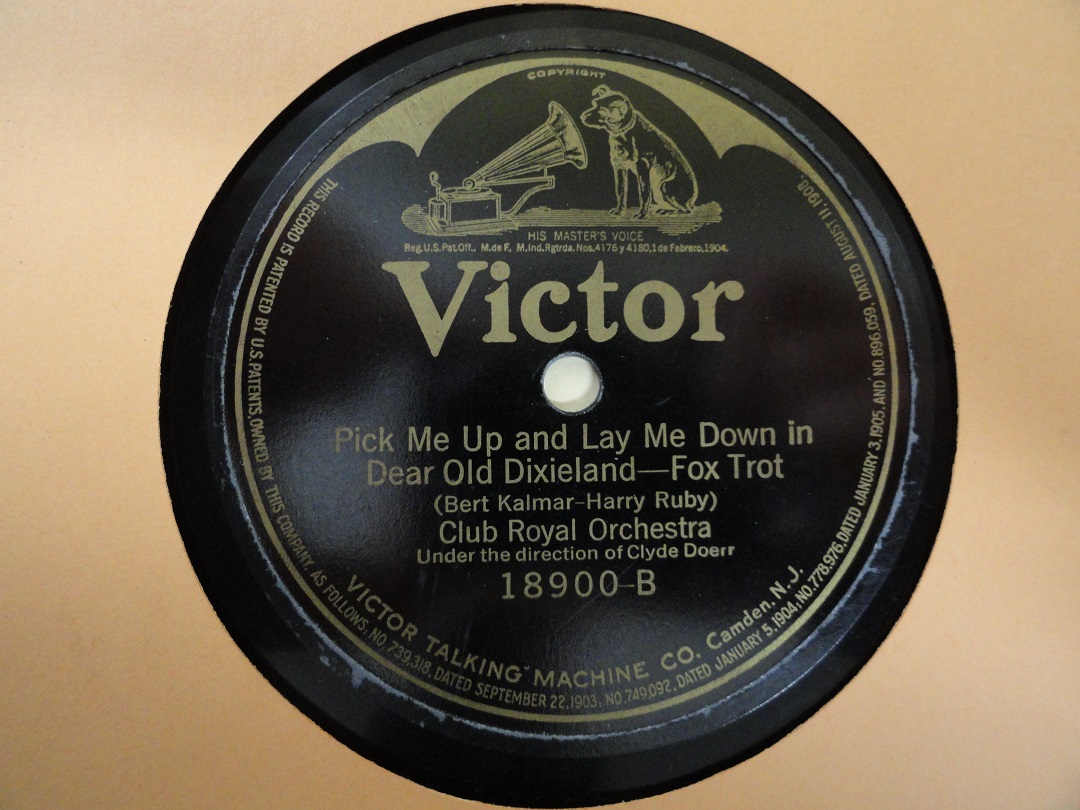 COPYRIGHT
HIS MASTER'S VOICE
Reg.U.S.Pat.Off., M.de F., M.Ind.Rgtrda.Nos.4176 y 4180,1 de Febrero,1904.
Victor
Pick Me Up and Lay Me Down in
Dear Old Dixieland—Fox Trot
(Bert Kalmar-Harry Ruby)
Club Royal Orchestra
Under the direction of Clyde Doerr
18900-B
VICTOR TALKING MACHINE CO. Camden, N.J.
THIS RECORD IS PATENTED BY U.S.PATENTS,OWNED BY THIS COMPANY AS FOLLOWS, NO.739,318, DATED SEPTEMBER 22,1903, NO.749,092, DATED JANUARY 5,1904, NO.778,976, DATED JANUARY 3,1905, AND NO.896,059, DATED AUGUST 11,1908.